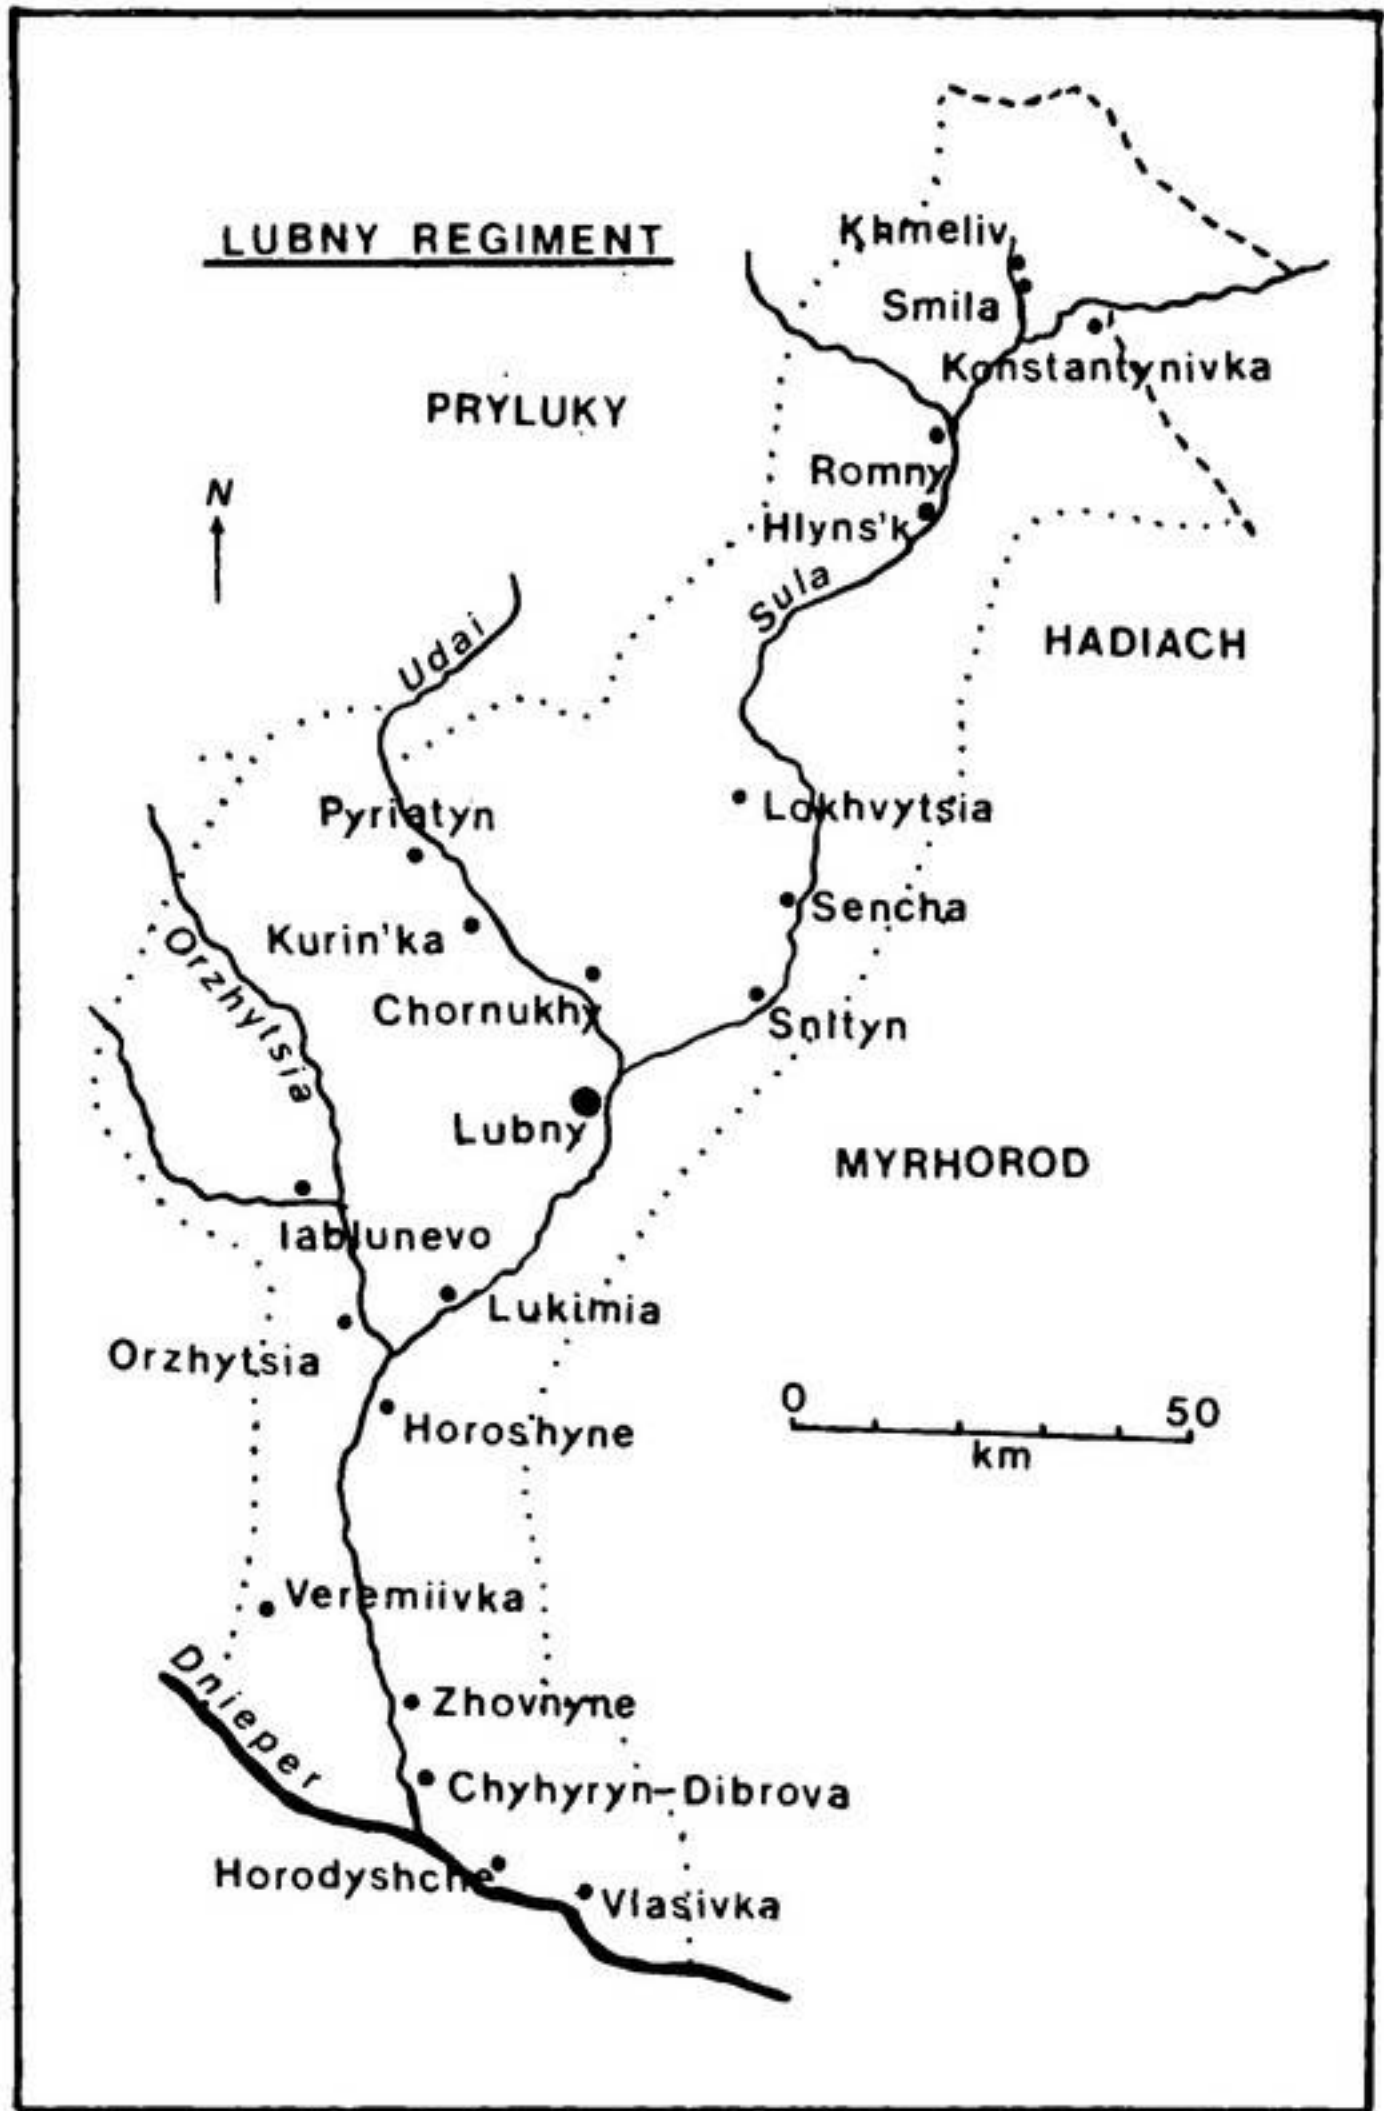 LUBNY REGIMENT
Khmeliv
Smila
Konstantynivka
PRYLUKY
N
Romny
Hlyns'k
Sula
Udai
HADIACH
Pyriatyn
Lokhvytsia
Sencha
Kurin'ka
Orzhytsia
Chornukhy
Snityn
Lubny
MYRHOROD
Iablunevo
Lukimia
Orzhytsia
0 50
km
Horoshyne
Veremiivka
Dnieper
Zhovnyne
Chyhyryn-Dibrova
Horodyshche
Vlasivka